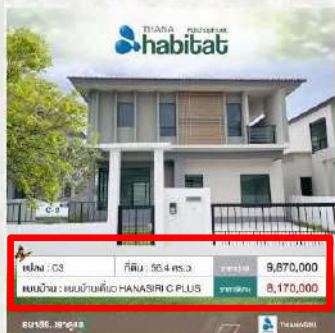 THANA
habitat
C-3
แปลง : C3 ที่ดิน : 56.4 ตร.ว. 9,870,000
แบบบ้าน : แบบบ้านเดี่ยว HANASIRI C PLUS 8,170,000
THANASIRI